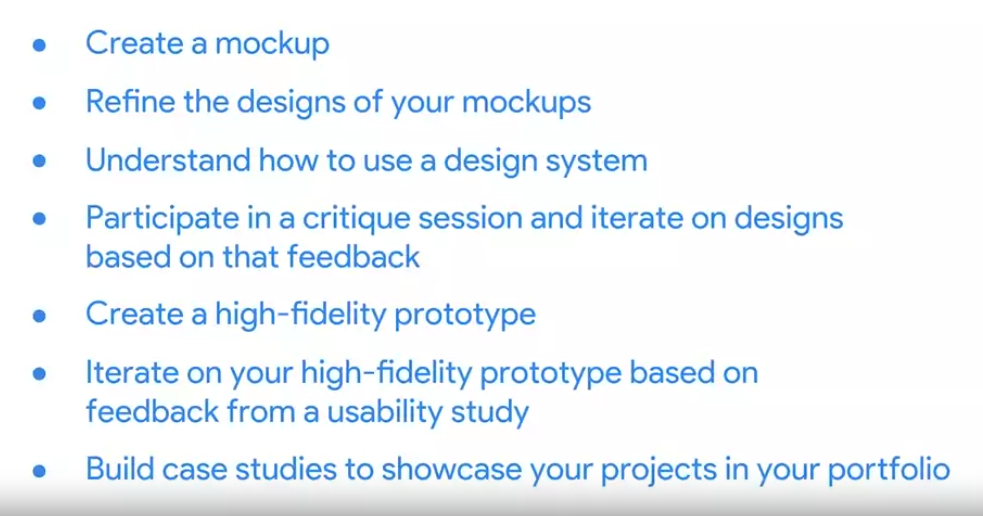 • Create a mockup
• Refine the designs of your mockups
• Understand how to use a design system
• Participate in a critique session and iterate on designs
based on that feedback
• Create a high-fidelity prototype
• Iterate on your high-fidelity prototype based on
feedback from a usability study
• Build case studies to showcase your projects in your portfolio